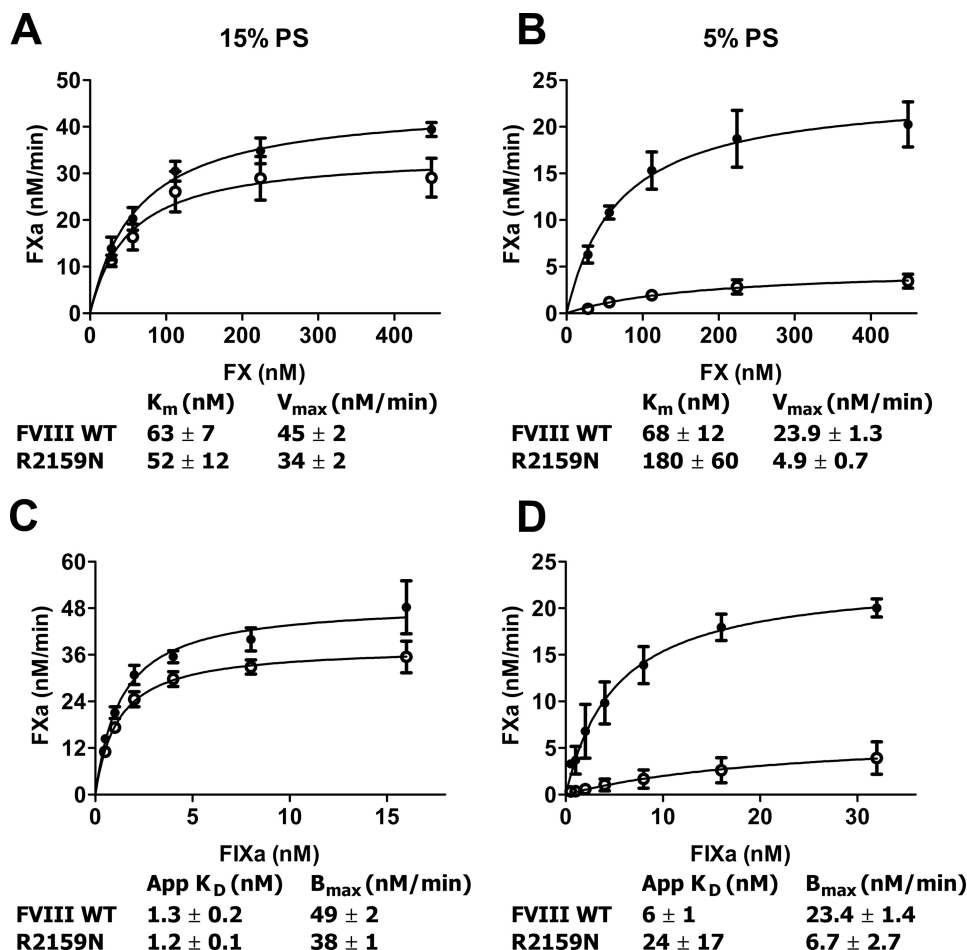 A
15% PS
50
40
30
20
10
0
FXa (nM/min)
0 100 200 300 400
FX (nM)
Km (nM) Vmax (nM/min)
FVIII WT 63 ± 7 45 ± 2
R2159N 52 ± 12 34 ± 2
B
5% PS
25
20
15
10
5
0
FXa (nM/min)
0 100 200 300 400
FX (nM)
Km (nM) Vmax (nM/min)
FVIII WT 68 ± 12 23.9 ± 1.3
R2159N 180 ± 60 4.9 ± 0.7
C
60
48
36
24
12
0
FXa (nM/min)
0 5 10 15
FIXa (nM)
App KD (nM) Bmax (nM/min)
FVIII WT 1.3 ± 0.2 49 ± 2
R2159N 1.2 ± 0.1 38 ± 1
D
25
20
15
10
5
0
FXa (nM/min)
0 10 20 30
FIXa (nM)
App KD (nM) Bmax (nM/min)
FVIII WT 6 ± 1 23.4 ± 1.4
R2159N 24 ± 17 6.7 ± 2.7